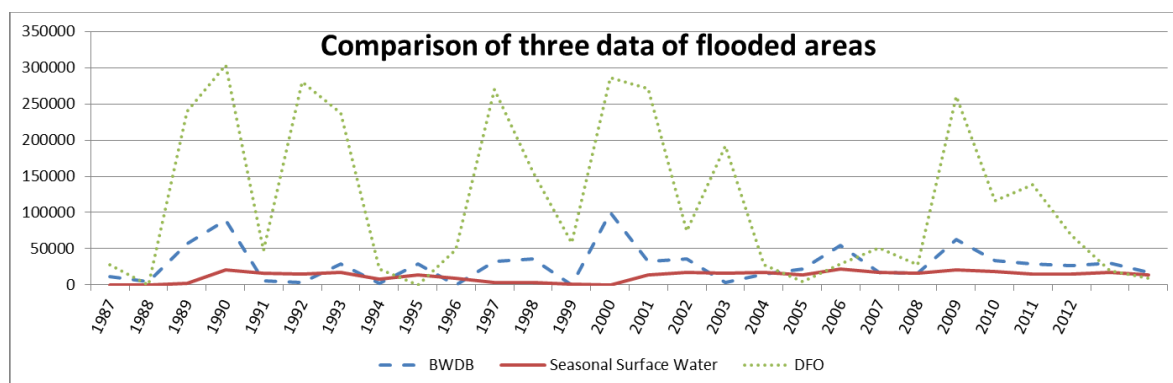 Comparison of three data of flooded areas
350000
300000
250000
200000
150000
100000
50000
0
1987 1988 1989 1990 1991 1992 1993 1994 1995 1996 1997 1998 1999 2000 2001 2002 2003 2004 2005 2006 2007 2008 2009 2010 2011 2012
BWDB Seasonal Surface Water DFO